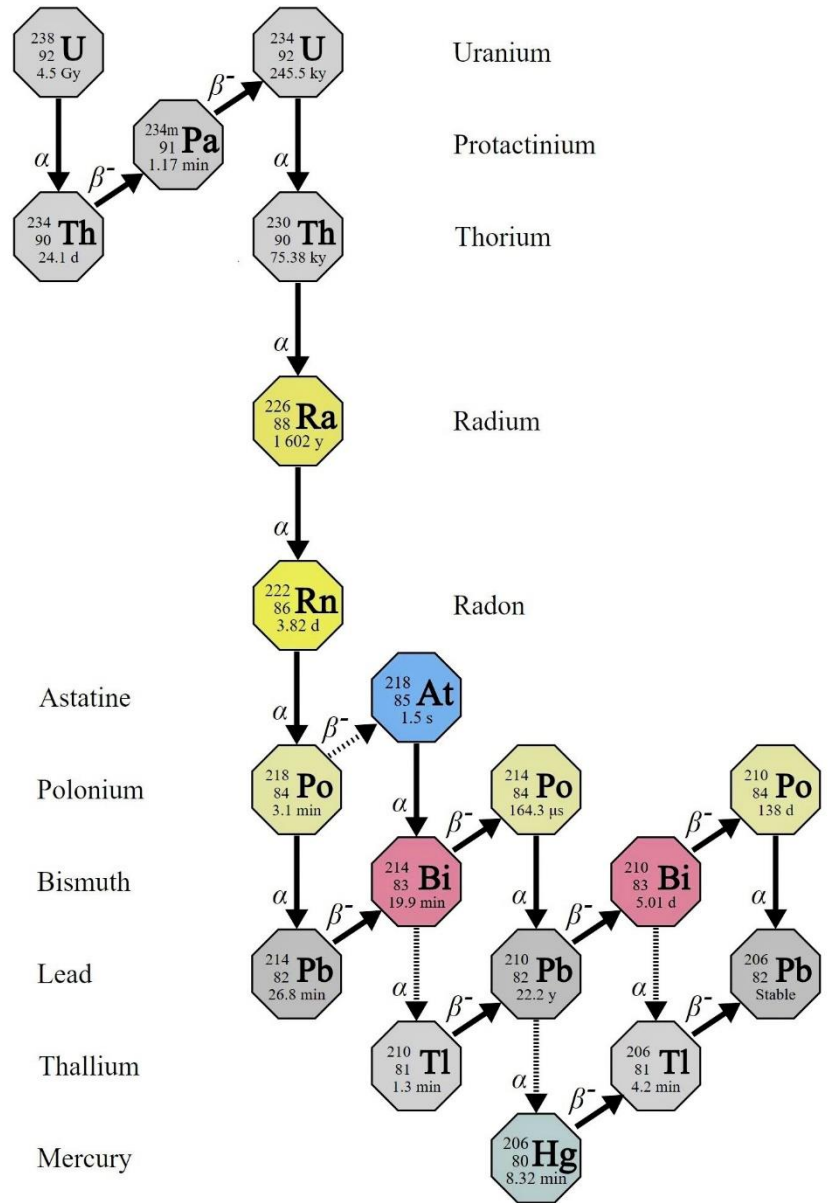 238
92 U
4.5 Gy
234
92 U
245.5 ky
Uranium
β⁻
234m
91 Pa
1.17 min
Protactinium
α
β⁻
α
234
90 Th
24.1 d
230
90 Th
75.38 ky
Thorium
α
226
88 Ra
1 602 y
Radium
α
222
86 Rn
3.82 d
Radon
Astatine
α
β⁻
218
85 At
1.5 s
Polonium
218
84 Po
3.1 min
α
214
84 Po
164.3 µs
210
84 Po
138 d
Bismuth
α
β⁻
214
83 Bi
19.9 min
β⁻
α
β⁻
210
83 Bi
5.01 d
β⁻
α
Lead
214
82 Pb
26.8 min
α
210
82 Pb
22.2 y
α
206
82 Pb
Stable
Thallium
β⁻
210
81 Tl
1.3 min
α
β⁻
206
81 Tl
4.2 min
β⁻
Mercury
206
80 Hg
8.32 min